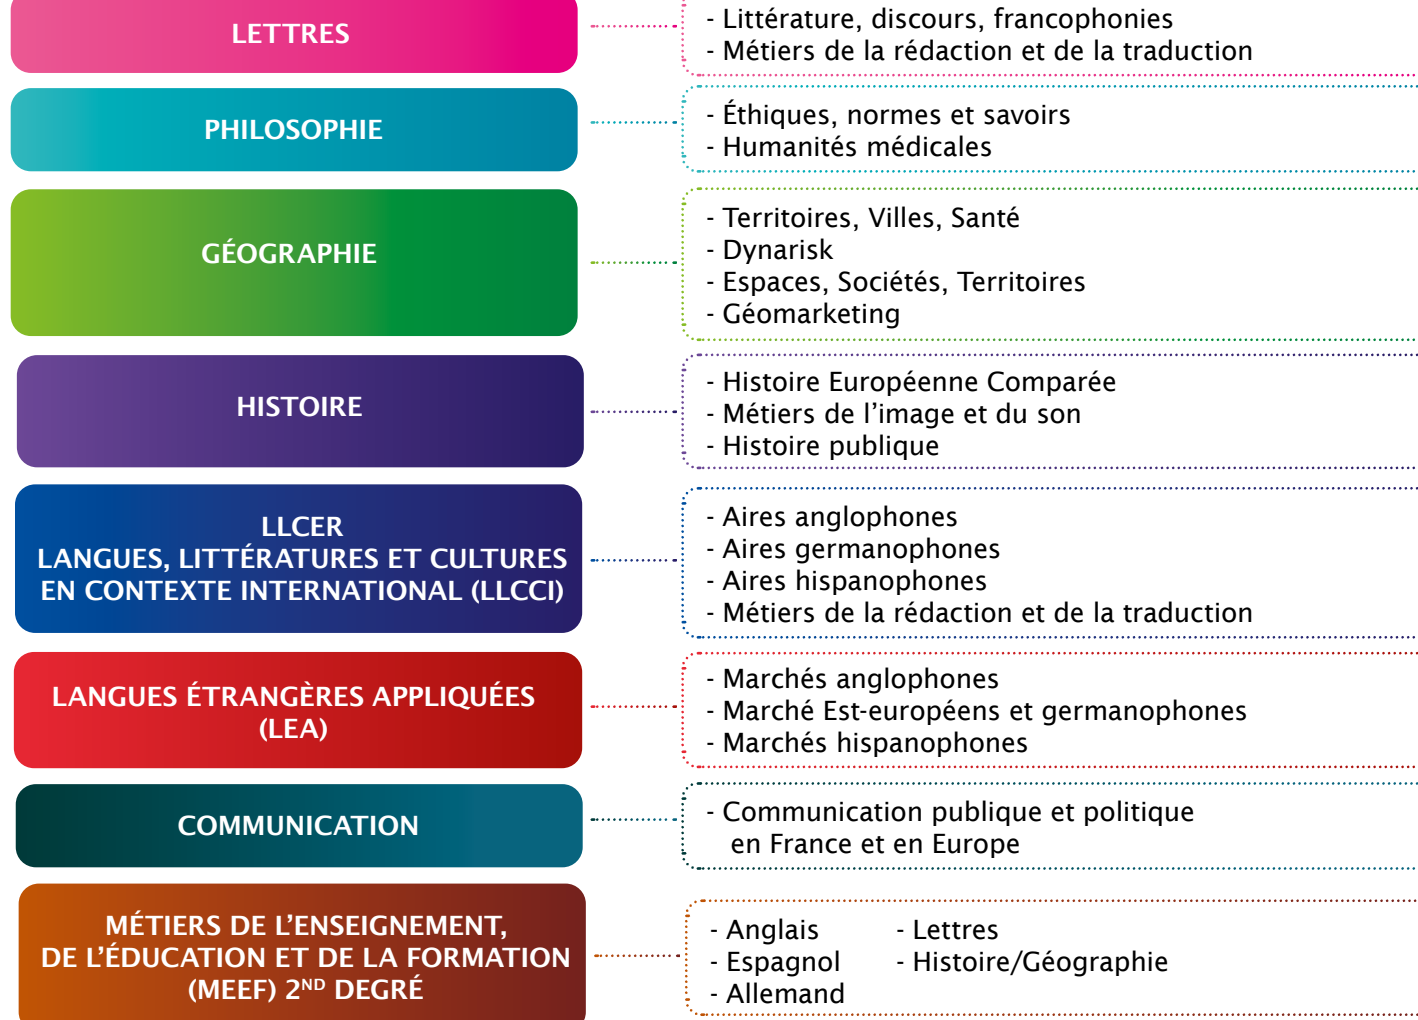 LETTRES
- Littérature, discours, francophonies
- Métiers de la rédaction et de la traduction
PHILOSOPHIE
- Éthiques, normes et savoirs
- Humanités médicales
GÉOGRAPHIE
- Territoires, Villes, Santé
- Dynarisk
- Espaces, Sociétés, Territoires
- Géomarketing
HISTOIRE
- Histoire Européenne Comparée
- Métiers de l’image et du son
- Histoire publique
LLCER
LANGUES, LITTÉRATURES ET CULTURES
EN CONTEXTE INTERNATIONAL (LLCCI)
- Aires anglophones
- Aires germanophones
- Aires hispanophones
- Métiers de la rédaction et de la traduction
LANGUES ÉTRANGÈRES APPLIQUÉES
(LEA)
- Marchés anglophones
- Marché Est-européens et germanophones
- Marchés hispanophones
COMMUNICATION
- Communication publique et politique
en France et en Europe
MÉTIERS DE L’ENSEIGNEMENT,
DE L’ÉDUCATION ET DE LA FORMATION
(MEEF) 2ND DEGRÉ
- Anglais
- Espagnol
- Allemand
- Lettres
- Histoire/Géographie